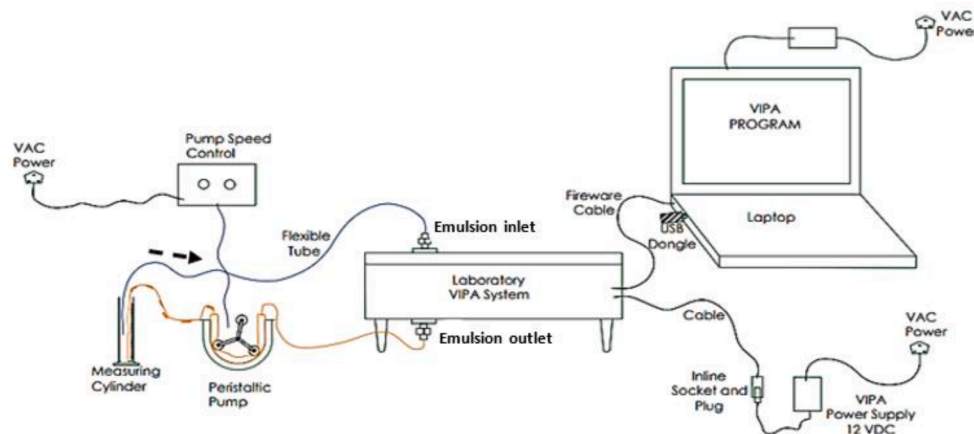 VAC
Power
VIPA
PROGRAM
Pump Speed
Control
VAC
Power
Fireware
Cable
Laptop
USB
Dongle
Emulsion inlet
Flexible
Tube
Laboratory
VIPA System
Cable
VAC
Power
Emulsion outlet
Measuring
Cylinder
Peristaltic
Pump
Inline
Socket and
Plug
VIPA
Power Supply
12 VDC